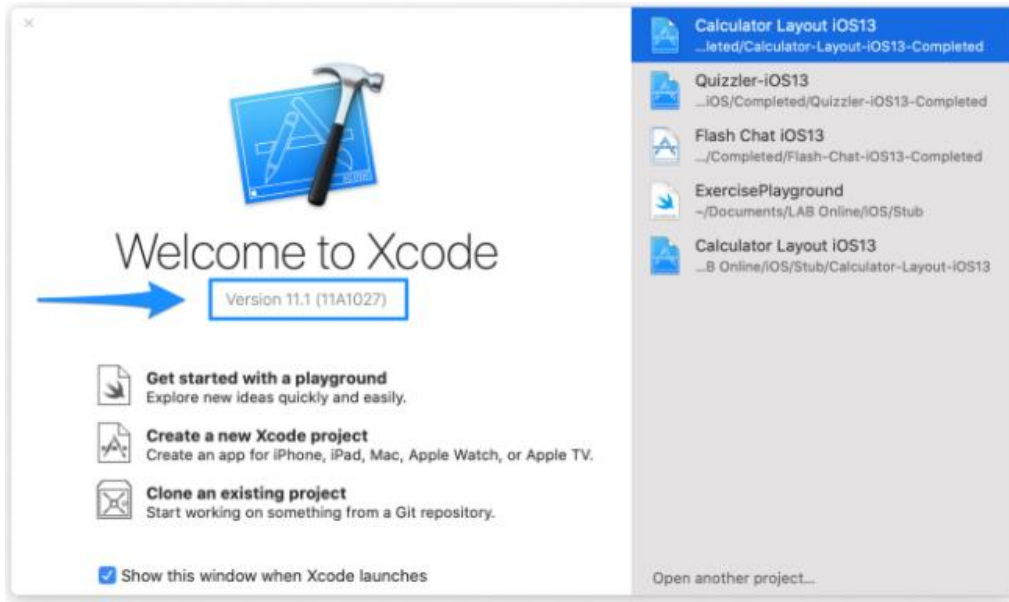 Welcome to Xcode
Version 11.1 (11A1027)
Get started with a playground
Explore new ideas quickly and easily.
Create a new Xcode project
Create an app for iPhone, iPad, Mac, Apple Watch, or Apple TV.
Clone an existing project
Start working on something from a Git repository.
Show this window when Xcode launches
Calculator Layout iOS13
...leted/Calculator-Layout-iOS13-Completed
Quizzler-iOS13
...iOS/Completed/Quizzler-iOS13-Completed
Flash Chat iOS13
.../Completed/Flash-Chat-iOS13-Completed
ExercisePlayground
~/Documents/LAB Online/iOS/Stub
Calculator Layout iOS13
...B Online/iOS/Stub/Calculator-Layout-iOS13
Open another project...